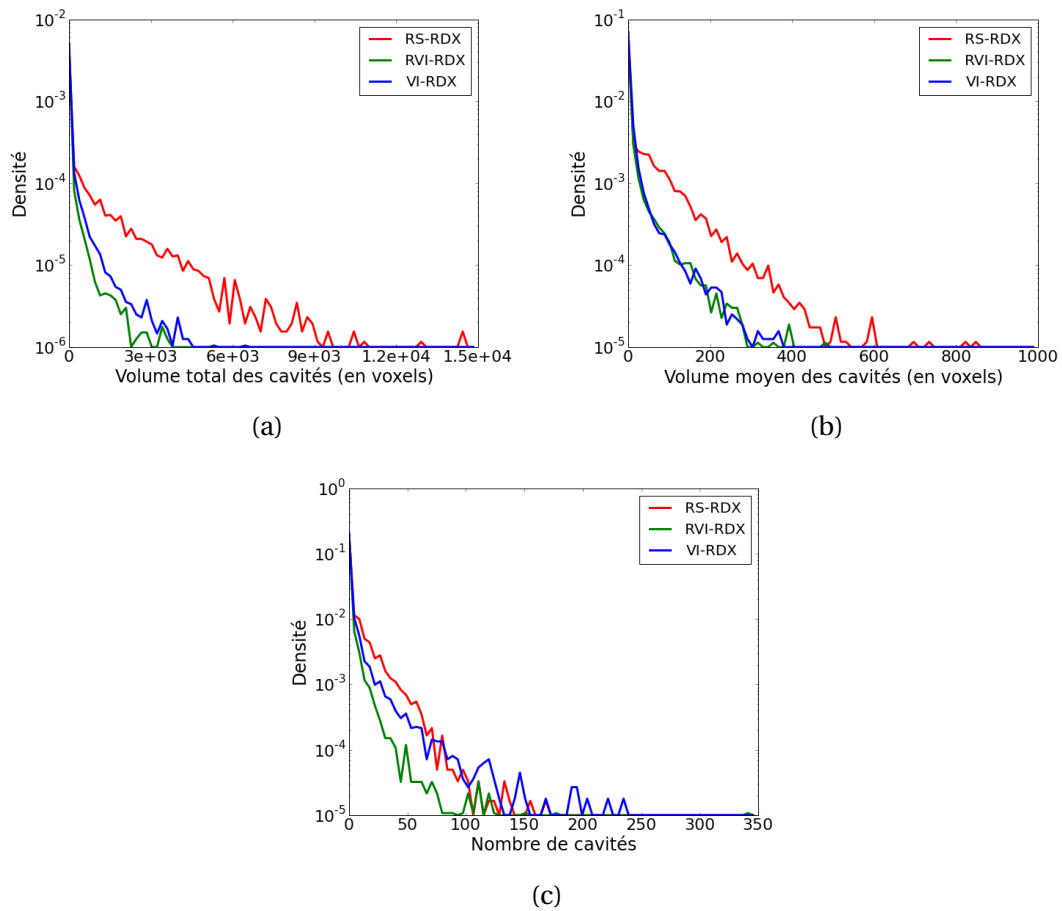 10^-2
10^-3
10^-4
10^-5
10^-6
Densité
RS-RDX
RVI-RDX
VI-RDX
0 3e+03 6e+03 9e+03 1.2e+04 1.5e+04
Volume total des cavités (en voxels)
(a)
10^-1
10^-2
10^-3
10^-4
10^-5
Densité
RS-RDX
RVI-RDX
VI-RDX
0 200 400 600 800 1000
Volume moyen des cavités (en voxels)
(b)
10^0
10^-1
10^-2
10^-3
10^-4
10^-5
Densité
RS-RDX
RVI-RDX
VI-RDX
0 50 100 150 200 250 300 350
Nombre de cavités
(c)